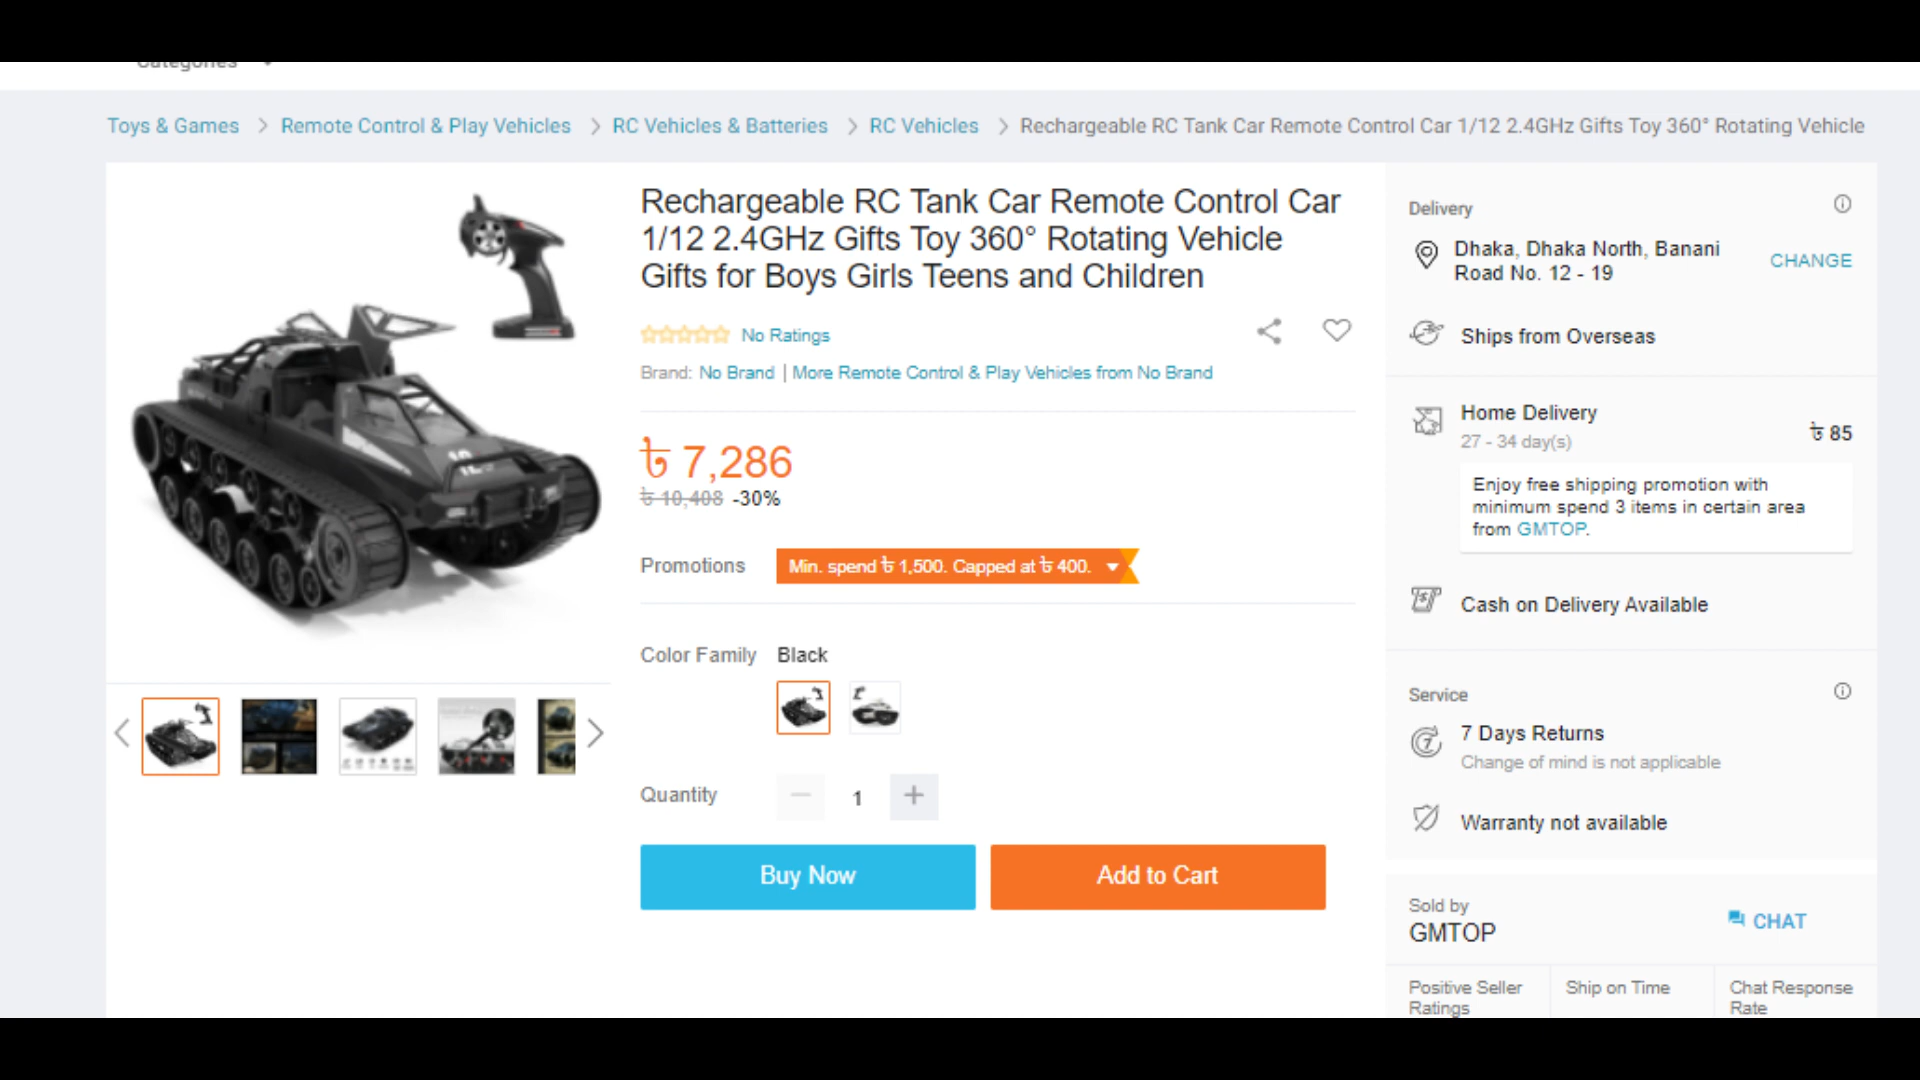 Categories
Toys & Games > Remote Control & Play Vehicles > RC Vehicles & Batteries > RC Vehicles > Rechargeable RC Tank Car Remote Control Car 1/12 2.4GHz Gifts Toy 360° Rotating Vehicle
Rechargeable RC Tank Car Remote Control Car
1/12 2.4GHz Gifts Toy 360° Rotating Vehicle
Gifts for Boys Girls Teens and Children
No Ratings
Brand: No Brand | More Remote Control & Play Vehicles from No Brand
৳ 7,286
৳ 10,408 -30%
Promotions Min. spend ৳ 1,500. Capped at ৳ 400.
Color Family Black
Quantity 1
Buy Now Add to Cart
Delivery
Dhaka, Dhaka North, Banani
Road No. 12 - 19
CHANGE
Ships from Overseas
Home Delivery
27 - 34 day(s)
৳ 85
Enjoy free shipping promotion with
minimum spend 3 items in certain area
from GMTOP.
Cash on Delivery Available
Service
7 Days Returns
Change of mind is not applicable
Warranty not available
Sold by
GMTOP
CHAT
Positive Seller
Ratings
Ship on Time
Chat Response
Rate